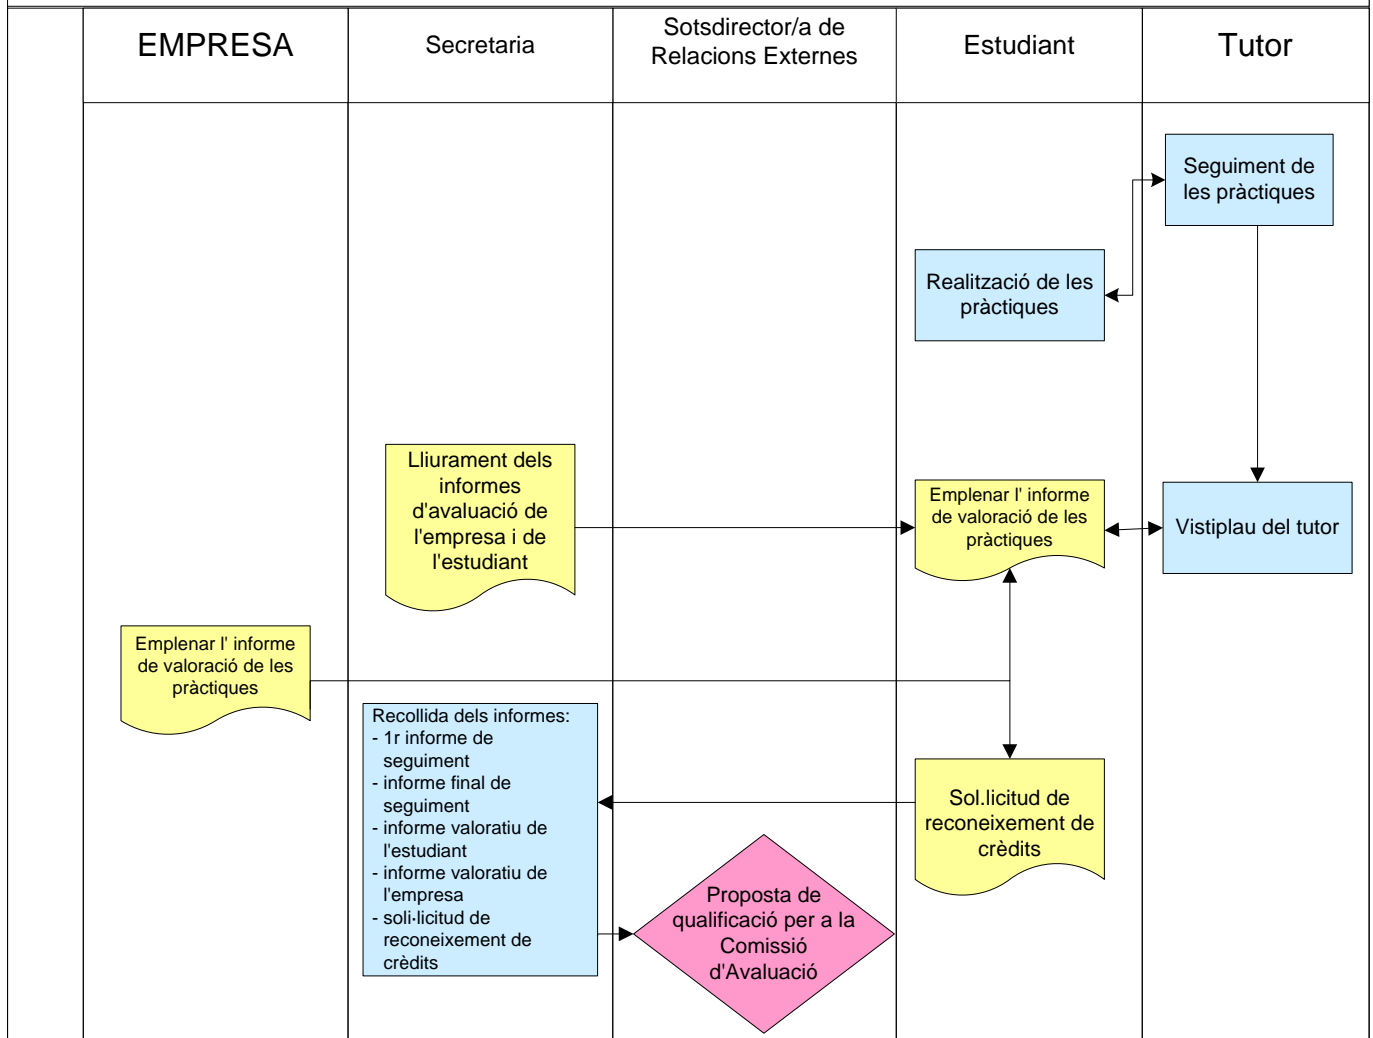 EMPRESA
Secretaria
Sotsdirector/a de
Relacions Externes
Estudiant
Tutor
Seguiment de
les pràctiques
Realització de les
pràctiques
Lliurament dels
informes
d'avaluació de
l'empresa i de
l'estudiant
Emplenar l' informe
de valoració de les
pràctiques
Vistiplau del tutor
Emplenar l' informe
de valoració de les
pràctiques
Recollida dels informes:
- 1r informe de
seguiment
- informe final de
seguiment
- informe valoratiu de
l'estudiant
- informe valoratiu de
l'empresa
- soli·licitud de
reconeixement de
crèdits
Sol.licitud de
reconeixement de
crèdits
Proposta de
qualificació per a la
Comissió
d'Avaluació